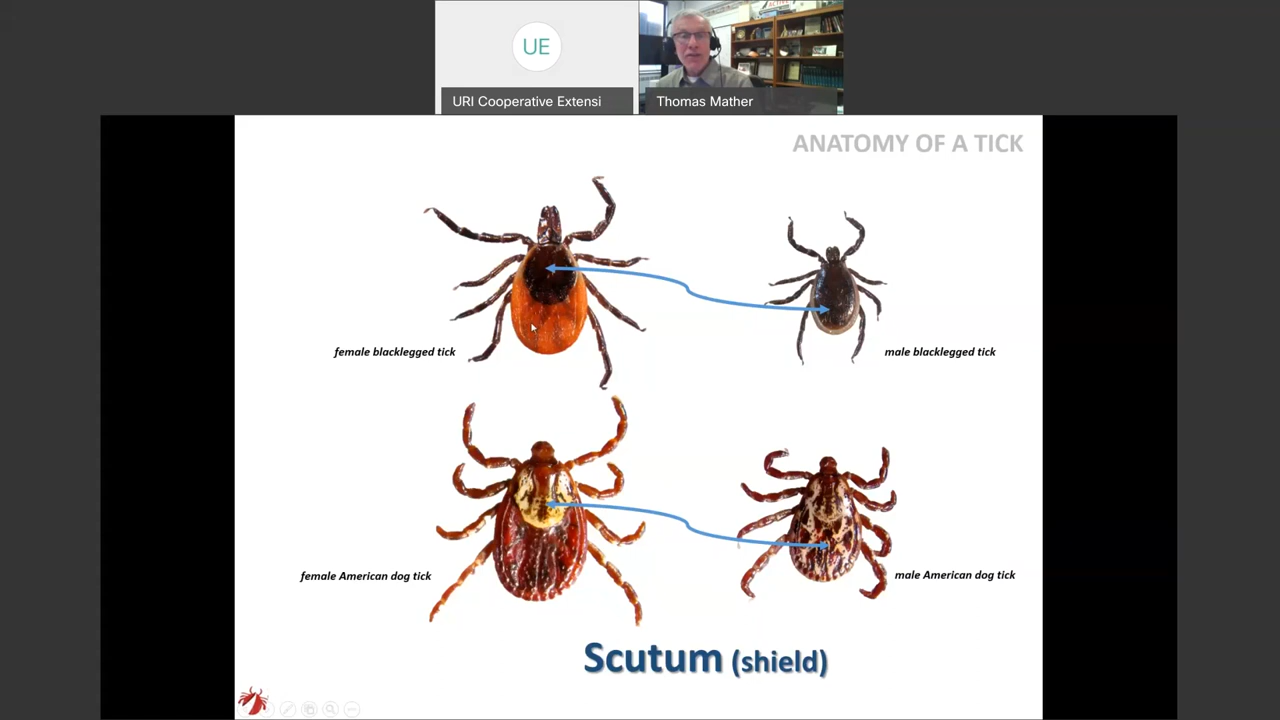 UE
URI Cooperative Extensi
Thomas Mather
ANATOMY OF A TICK
female blacklegged tick
male blacklegged tick
female American dog tick
male American dog tick
Scutum (shield)